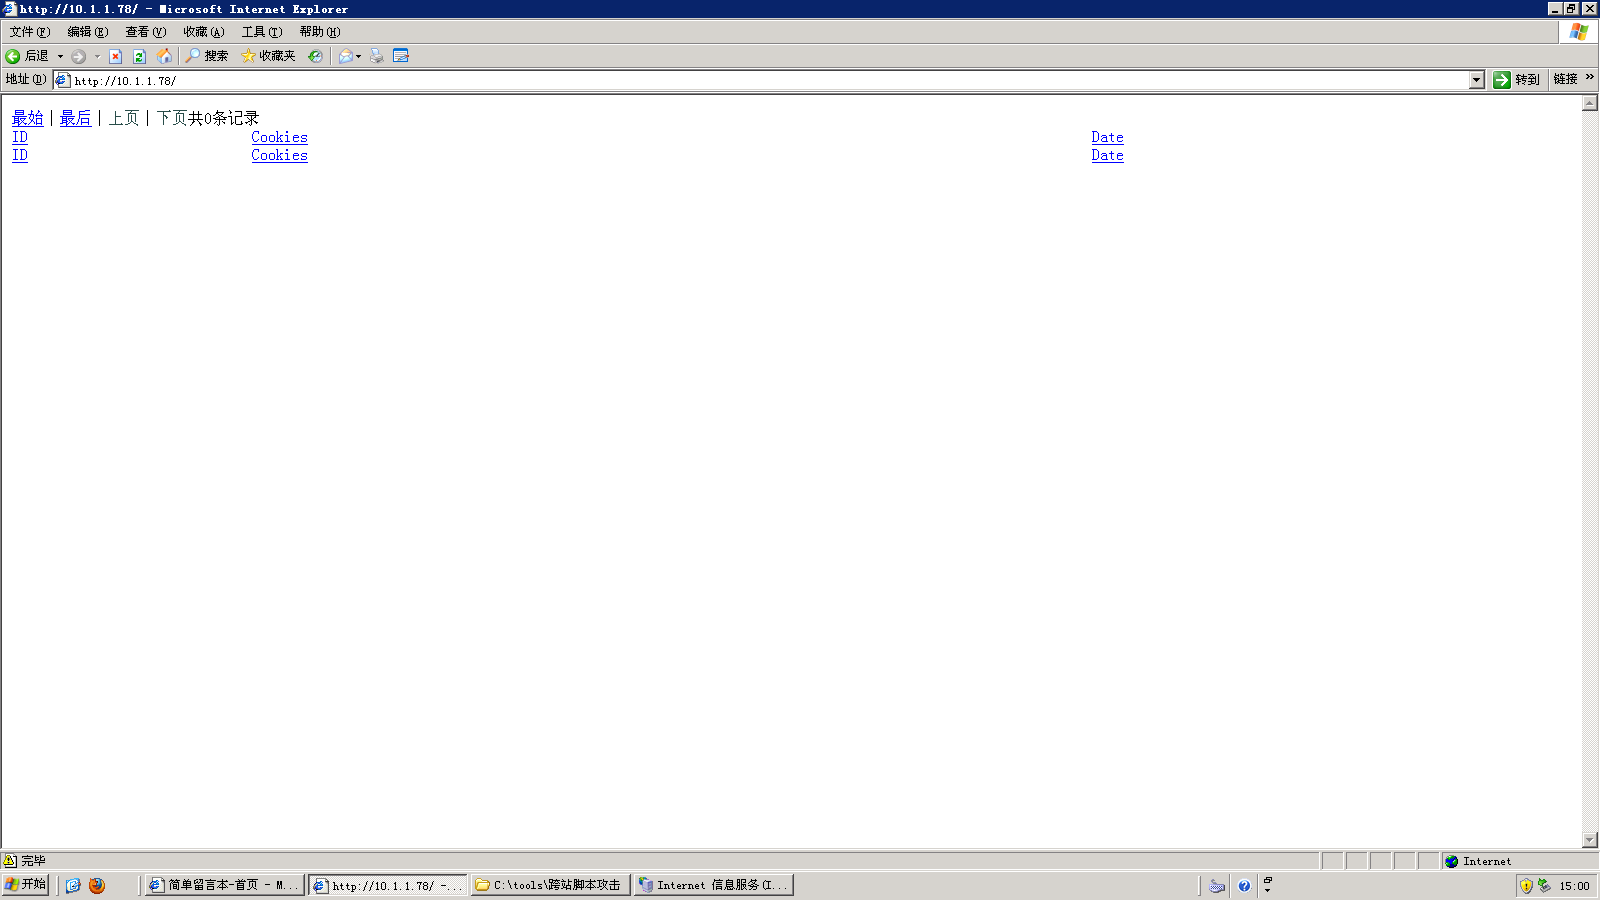 http://10.1.1.78/ - Microsoft Internet Explorer
文件(F) 编辑(E) 查看(V) 收藏(A) 工具(T) 帮助(H)
后退 搜索 收藏夹
地址(D) http://10.1.1.78/ 转到 链接 »
最始 | 最后 | 上页 | 下页共0条记录
ID Cookies Date
ID Cookies Date
完毕 Internet
开始 简单留言本-首页 - M... http://10.1.1.78/ -... C:\tools\跨站脚本攻击 Internet 信息服务(I... 15:00